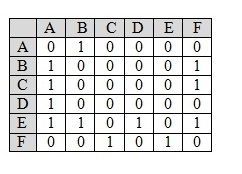 A B C D E F
A 0 1 0 0 0 0
B 1 0 0 0 0 1
C 1 0 0 0 0 1
D 1 0 0 0 0 0
E 1 1 0 1 0 1
F 0 0 1 0 1 0